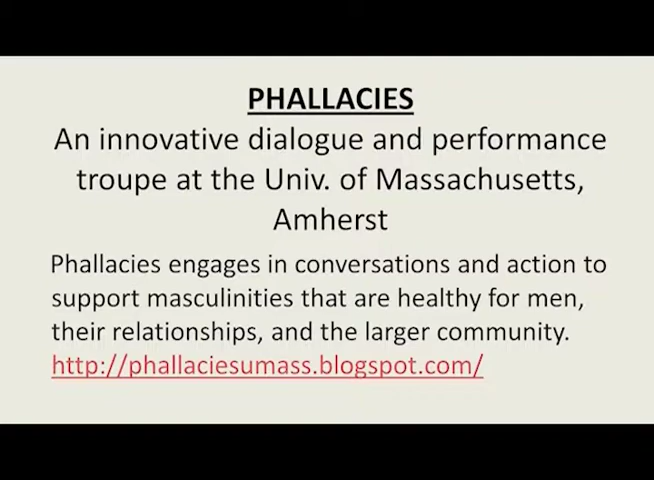 PHALLACIES
An innovative dialogue and performance
troupe at the Univ. of Massachusetts,
Amherst
Phallacies engages in conversations and action to
support masculinities that are healthy for men,
their relationships, and the larger community.
http://phallaciesumass.blogspot.com/